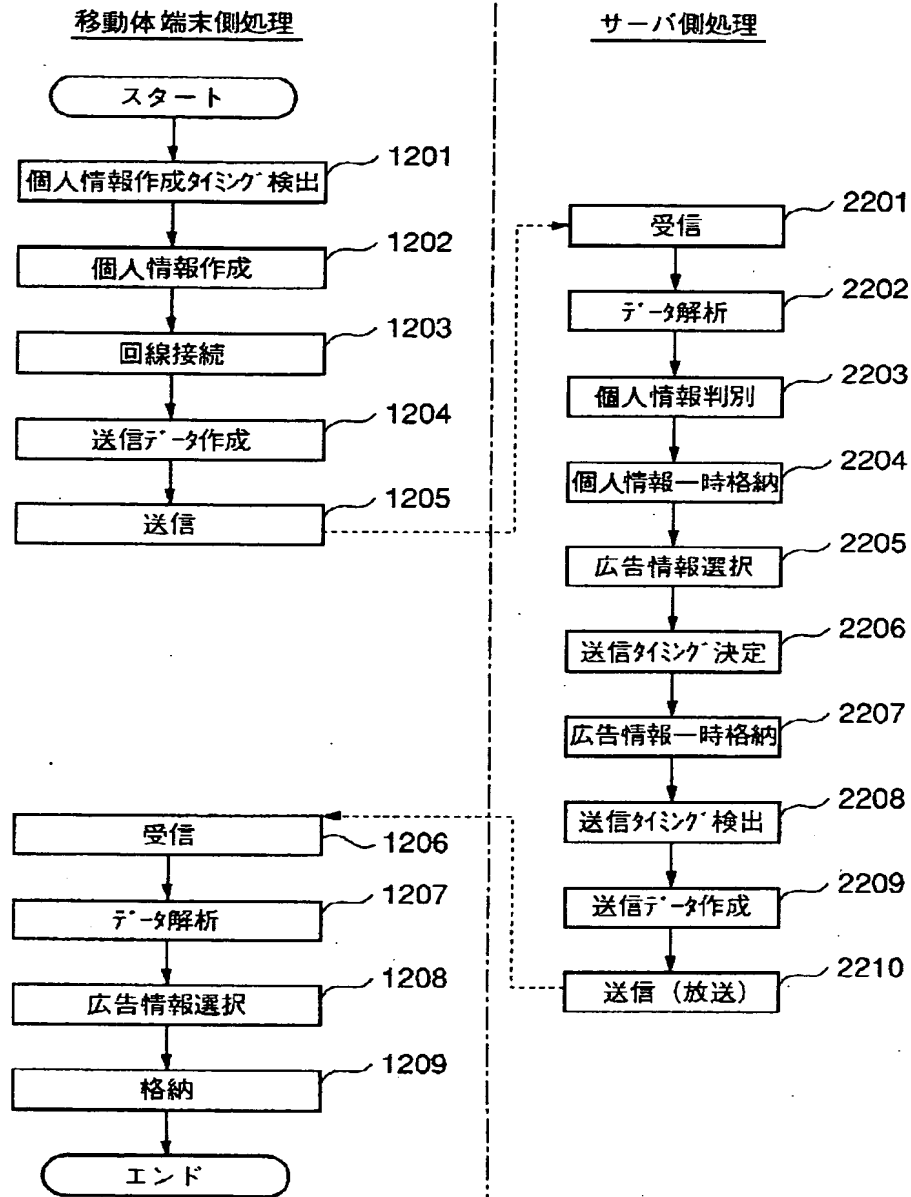 移動体端末側処理
スタート
個人情報作成タイミング検出
1201
個人情報作成
1202
回線接続
1203
送信データ作成
1204
送信
1205
受信
1206
データ解析
1207
広告情報選択
1208
格納
1209
エンド
サーバ側処理
受信
2201
データ解析
2202
個人情報判別
2203
個人情報一時格納
2204
広告情報選択
2205
送信タイミング決定
2206
広告情報一時格納
2207
送信タイミング検出
2208
送信データ作成
2209
送信（放送）
2210